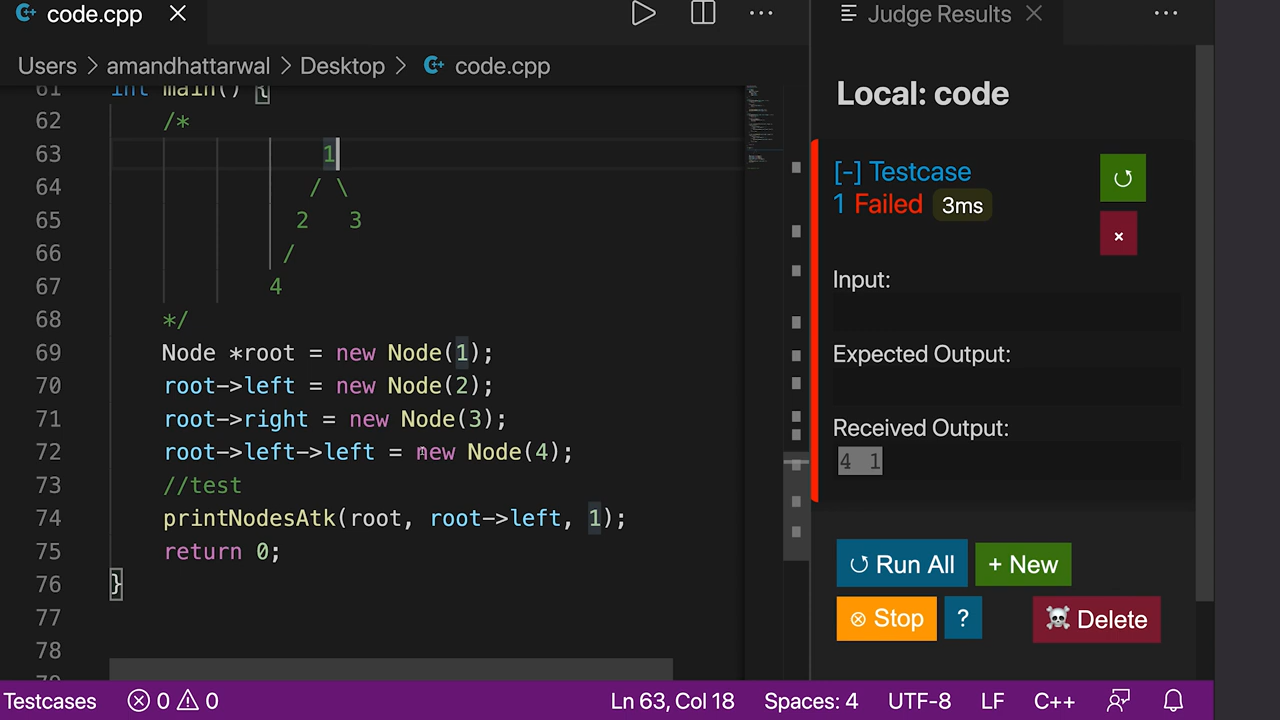 code.cpp
Judge Results
Users > amandhattarwal > Desktop > code.cpp
61 int main() {
62 /*
63 1
64 / \
65 2 3
66 /
67 4
68 */
69 Node *root = new Node(1);
70 root->left = new Node(2);
71 root->right = new Node(3);
72 root->left->left = new Node(4);
73 //test
74 printNodesAtk(root, root->left, 1);
75 return 0;
76 }
77
78
Local: code
[-] Testcase
1 Failed 3ms
Input:
Expected Output:
Received Output:
4 1
Run All + New
Stop ? Delete
Testcases 0 0 Ln 63, Col 18 Spaces: 4 UTF-8 LF C++